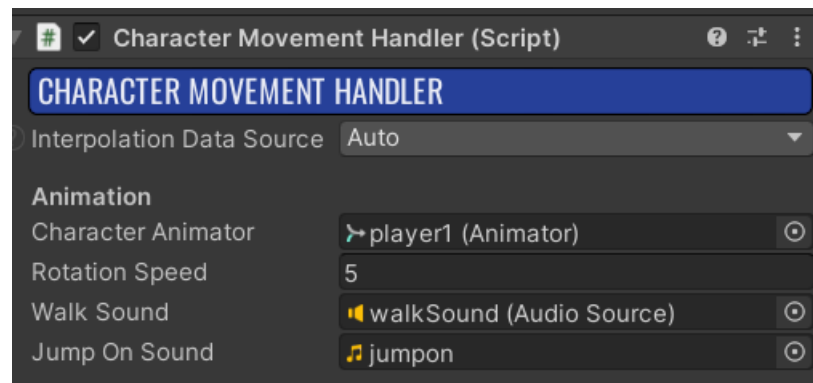 Character Movement Handler (Script)
CHARACTER MOVEMENT HANDLER
Interpolation Data Source Auto
Animation
Character Animator player1 (Animator)
Rotation Speed 5
Walk Sound walkSound (Audio Source)
Jump On Sound jumpon